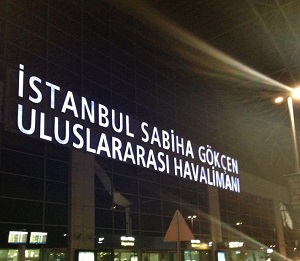 İSTANBUL SABİHA GÖKÇEN
ULUSLARARASI HAVALİMANI